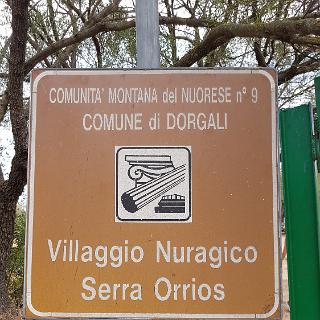 COMUNITA' MONTANA del NUORESE n° 9
COMUNE di DORGALI
Villaggio Nuragico
Serra Orrios